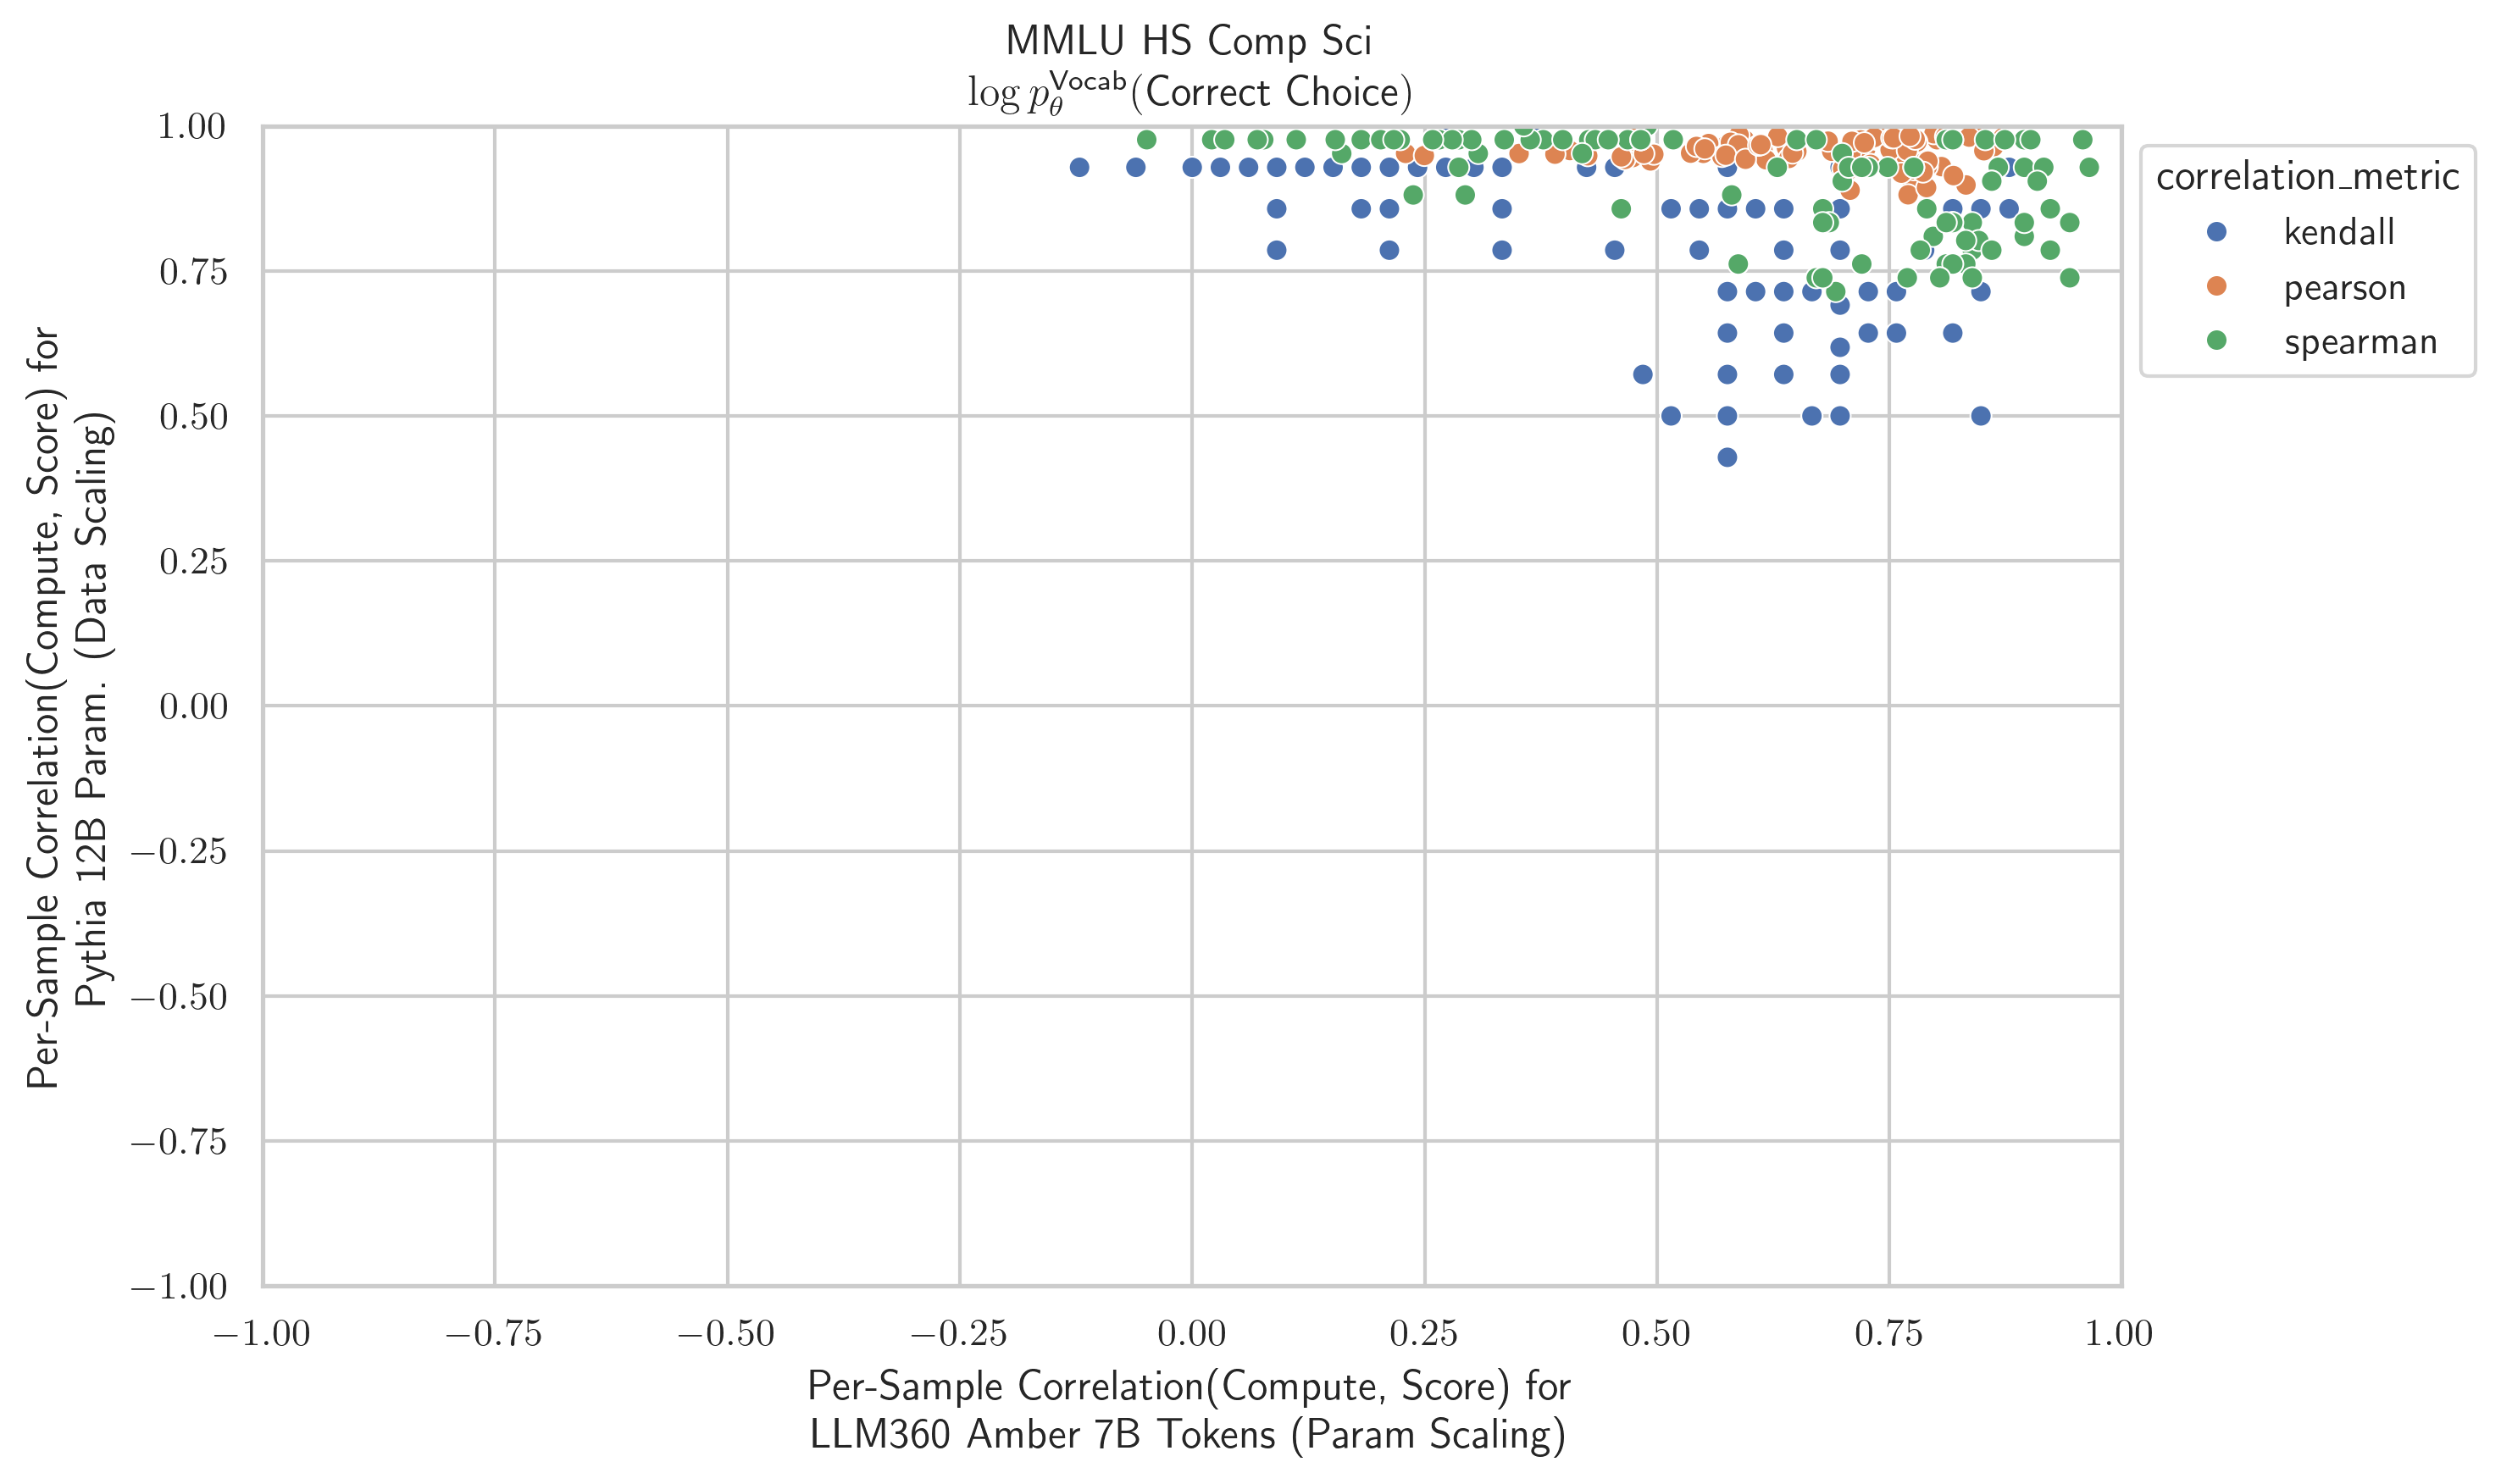 MMLU HS Comp Sci
log p_θ^Vocab(Correct Choice)
Per-Sample Correlation(Compute, Score) for
Pythia 12B Param. (Data Scaling)
1.00
0.75
0.50
0.25
0.00
−0.25
−0.50
−0.75
−1.00
−1.00 −0.75 −0.50 −0.25 0.00 0.25 0.50 0.75 1.00
Per-Sample Correlation(Compute, Score) for
LLM360 Amber 7B Tokens (Param Scaling)
correlation_metric
kendall
pearson
spearman